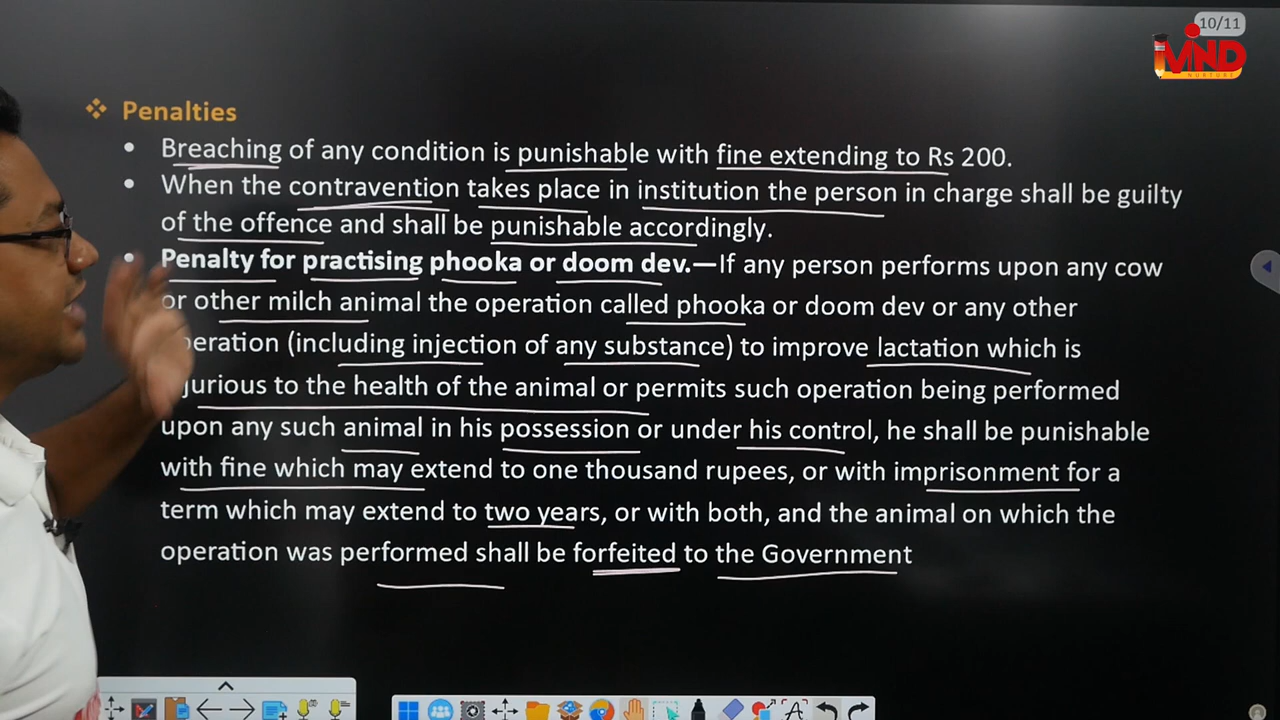 10/11
MIND
NURTURE
Penalties
Breaching of any condition is punishable with fine extending to Rs 200.
When the contravention takes place in institution the person in charge shall be guilty
of the offence and shall be punishable accordingly.
Penalty for practising phooka or doom dev.—If any person performs upon any cow
or other milch animal the operation called phooka or doom dev or any other
peration (including injection of any substance) to improve lactation which is
jurious to the health of the animal or permits such operation being performed
upon any such animal in his possession or under his control, he shall be punishable
with fine which may extend to one thousand rupees, or with imprisonment for a
term which may extend to two years, or with both, and the animal on which the
operation was performed shall be forfeited to the Government